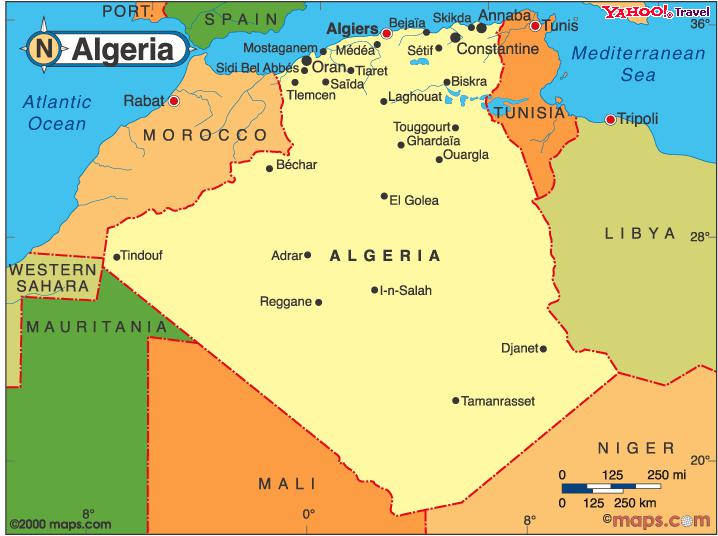 PORT.
SPAIN
YAHOO! Travel
36°
N Algeria
Algiers
Bejaïa
Skikda
Annaba
Tunis
Mostaganem
Médéa
Sétif
Constantine
Mediterranean
Sea
Sidi Bel Abbés
Oran
Tiaret
Biskra
Tlemcen
Saïda
Laghouat
Atlantic
Ocean
Rabat
MOROCCO
TUNISIA
Tripoli
Touggourt
Ghardaïa
Ouargla
Béchar
El Golea
LIBYA
28°
Tindouf
Adrar
ALGERIA
WESTERN
SAHARA
I-n-Salah
Reggane
MAURITANIA
Djanet
Tamanrasset
NIGER
20°
MALI
0 125 250 mi
0 125 250 km
8°
0°
8°
©2000 maps.com
©maps.com